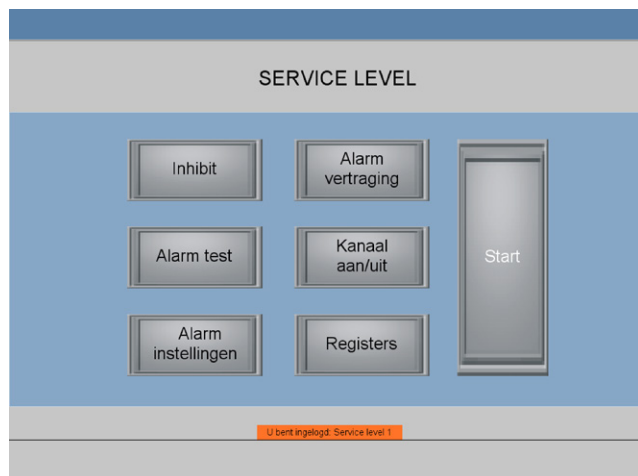 SERVICE LEVEL
Inhibit
Alarm
vertraging
Start
Alarm test
Kanaal
aan/uit
Alarm
instellingen
Registers
U bent ingelogd: Service level 1